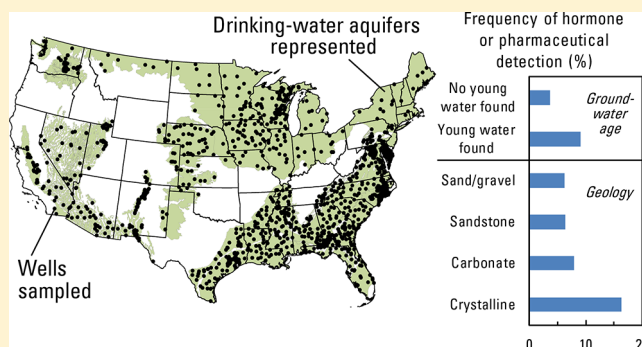 Drinking-water aquifers
represented
Wells
sampled
Frequency of hormone
or pharmaceutical
detection (%)
No young
water found
Young water
found
Ground-
water
age
Sand/gravel
Geology
Sandstone
Carbonate
Crystalline
0 10